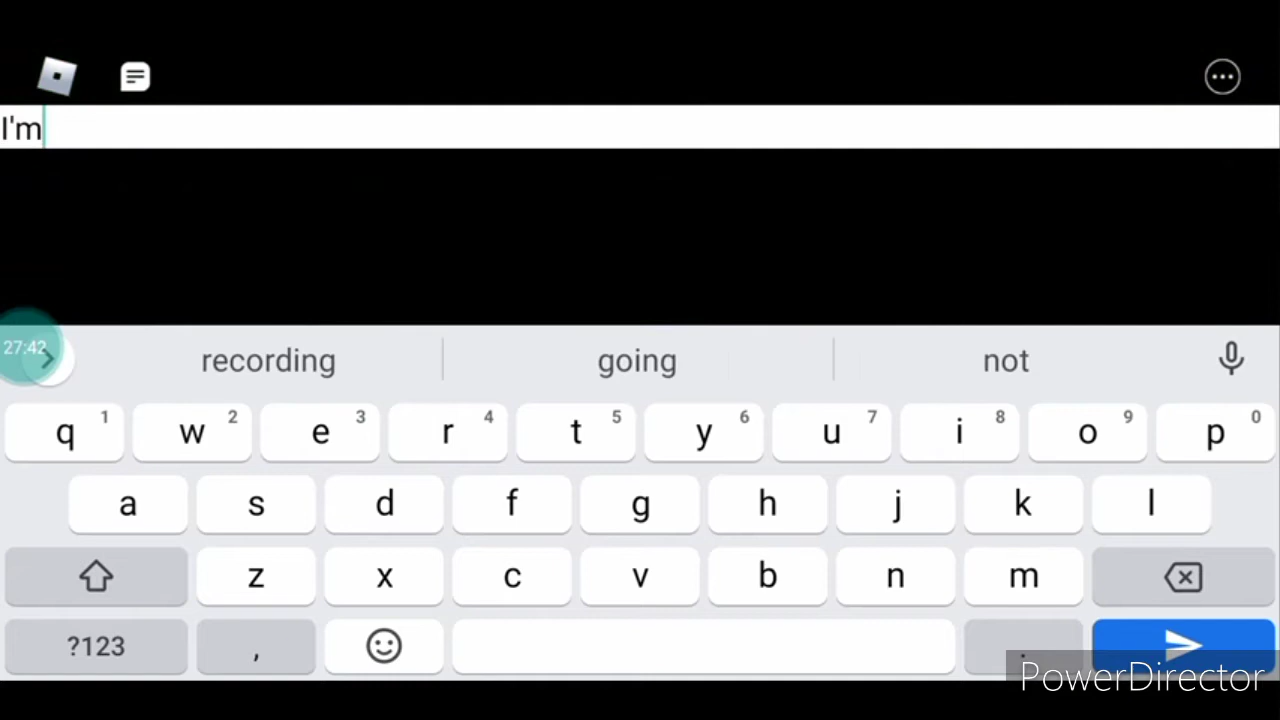 I'm
27:42
recording going not
q 1 w 2 e 3 r 4 t 5 y 6 u 7 i 8 o 9 p 0
a s d f g h j k l
z x c v b n m
?123 , .
PowerDirector